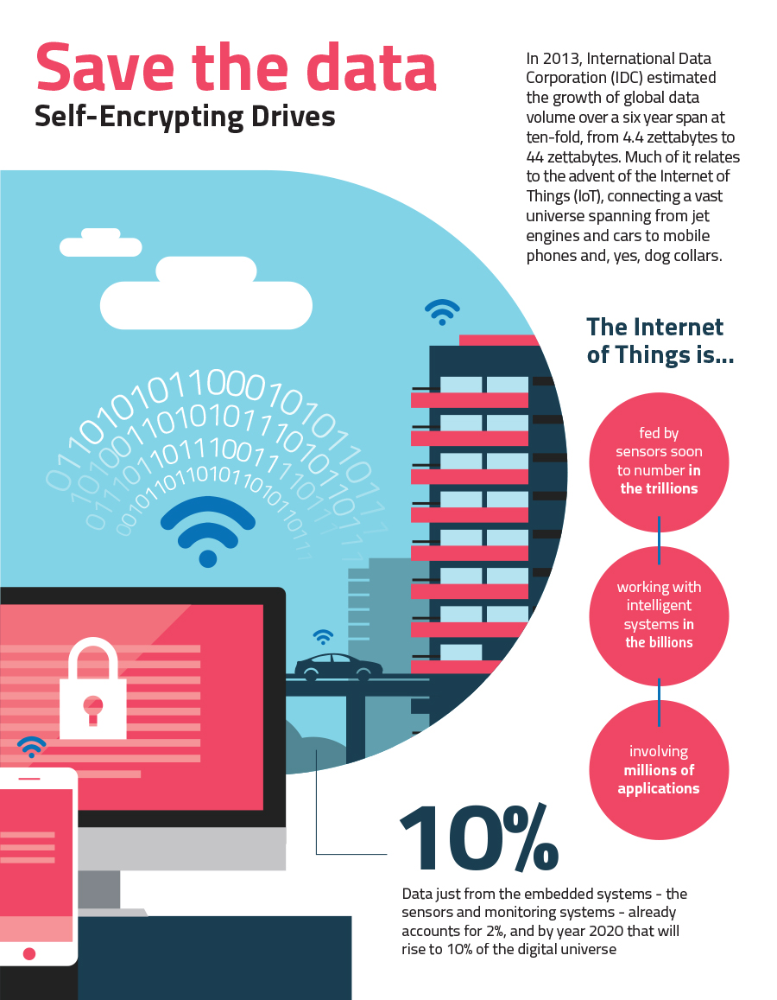 Save the data
Self-Encrypting Drives
In 2013, International Data
Corporation (IDC) estimated
the growth of global data
volume over a six year span at
ten-fold, from 4.4 zettabytes to
44 zettabytes. Much of it relates
to the advent of the Internet of
Things (IoT), connecting a vast
universe spanning from jet
engines and cars to mobile
phones and, yes, dog collars.
The Internet
of Things is...
fed by
sensors soon
to number in
the trillions
working with
intelligent
systems in
the billions
involving
millions of
applications
10%
Data just from the embedded systems - the
sensors and monitoring systems - already
accounts for 2%, and by year 2020 that will
rise to 10% of the digital universe